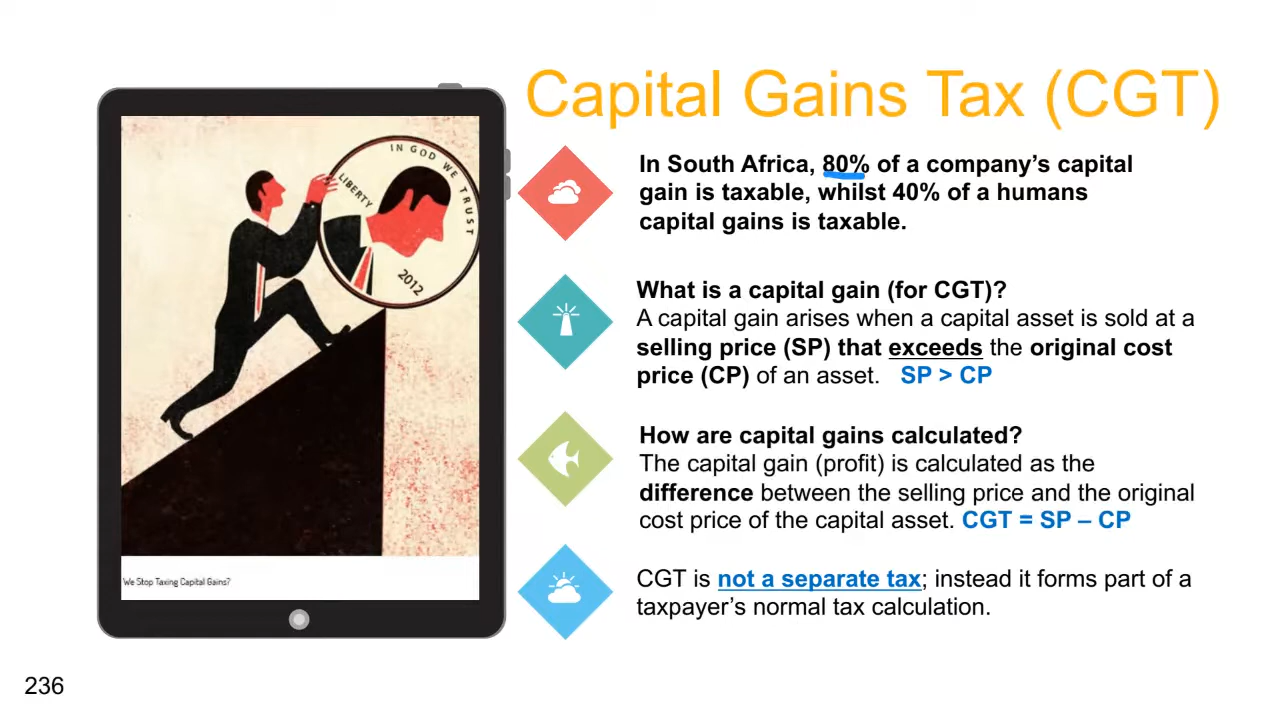 Capital Gains Tax (CGT)
In South Africa, 80% of a company’s capital
gain is taxable, whilst 40% of a humans
capital gains is taxable.
What is a capital gain (for CGT)?
A capital gain arises when a capital asset is sold at a
selling price (SP) that exceeds the original cost
price (CP) of an asset. SP > CP
How are capital gains calculated?
The capital gain (profit) is calculated as the
difference between the selling price and the original
cost price of the capital asset. CGT = SP – CP
CGT is not a separate tax; instead it forms part of a
taxpayer’s normal tax calculation.
IN GOD WE TRUST
LIBERTY
2012
We Stop Taxing Capital Gains?
236